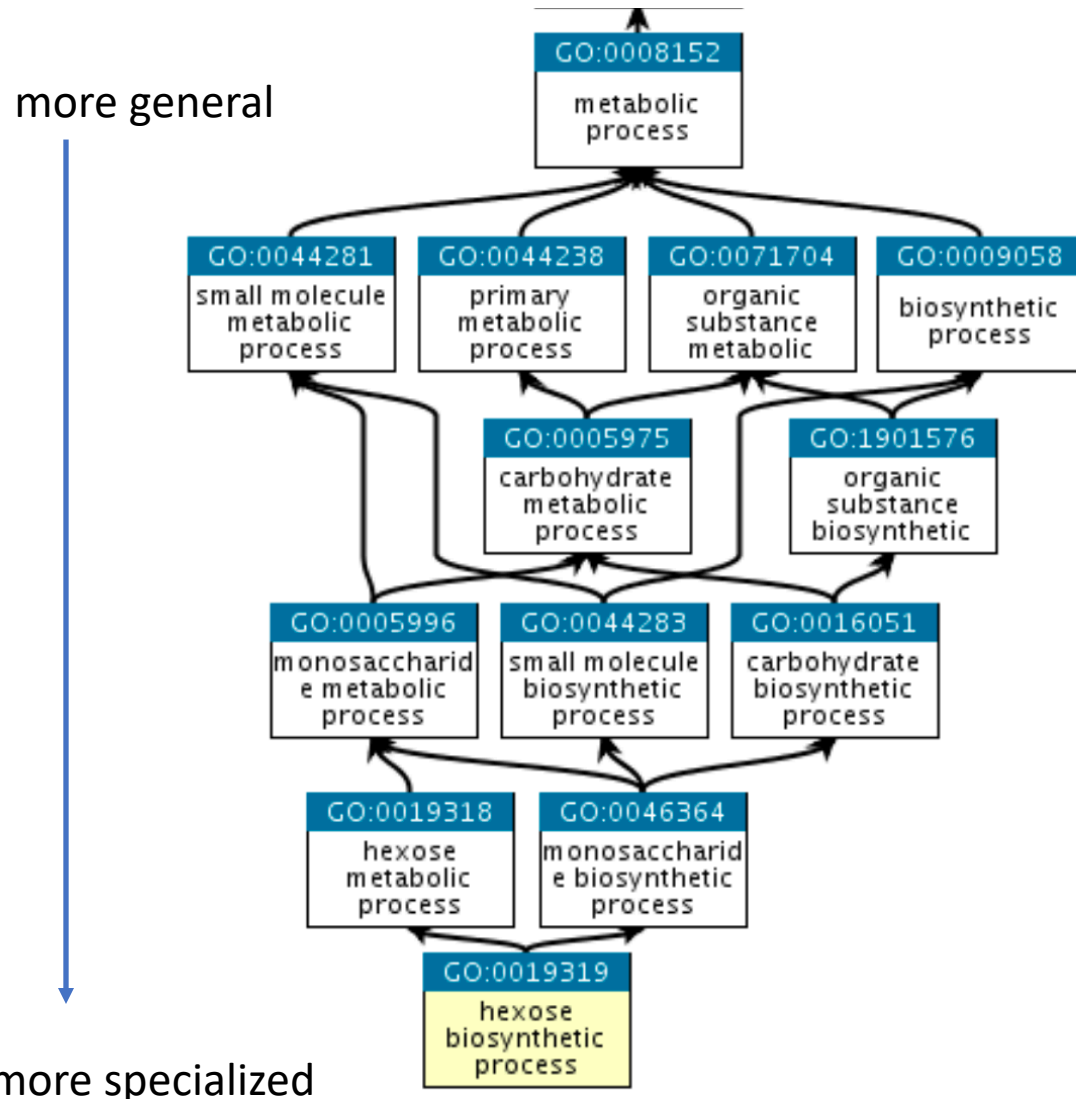 GO:0008152
metabolic
process
more general
GO:0044281
small molecule
metabolic
process
GO:0044238
primary
metabolic
process
GO:0071704
organic
substance
metabolic
GO:0009058
biosynthetic
process
GO:0005975
carbohydrate
metabolic
process
GO:1901576
organic
substance
biosynthetic
GO:0005996
monosaccharid
e metabolic
process
GO:0044283
small molecule
biosynthetic
process
GO:0016051
carbohydrate
biosynthetic
process
GO:0019318
hexose
metabolic
process
GO:0046364
monosaccharid
e biosynthetic
process
GO:0019319
hexose
biosynthetic
process
more specialized